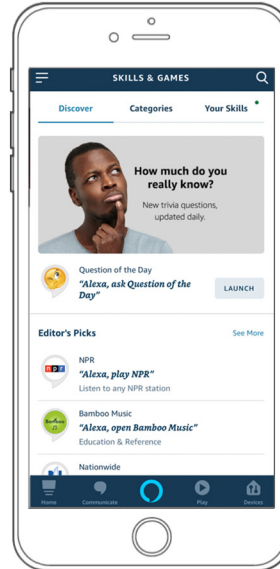 SKILLS & GAMES
Discover Categories Your Skills
How much do you
really know?
New trivia questions,
updated daily.
Question of the Day
"Alexa, ask Question of the
Day"
LAUNCH
Editor's Picks See More
n p r
NPR
"Alexa, play NPR"
Listen to any NPR station
Bamboo
Bamboo Music
"Alexa, open Bamboo Music"
Education & Reference
Nationwide
Home Communicate Play Devices